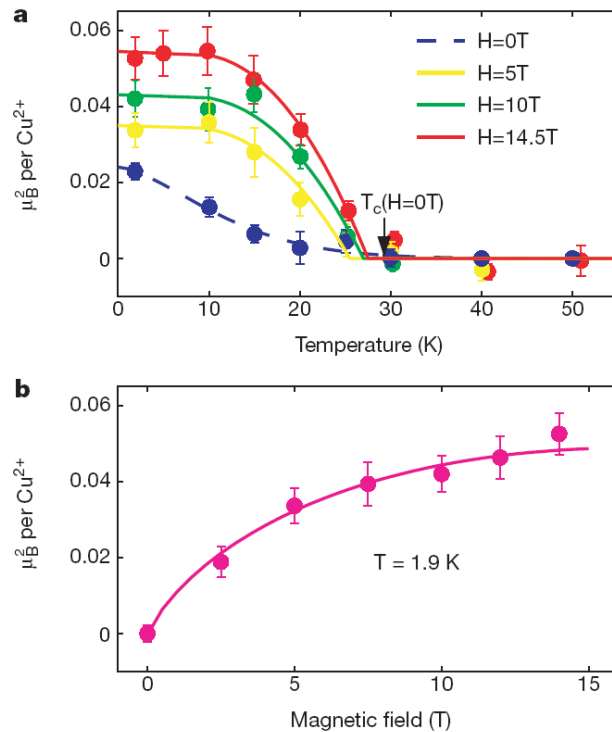 a
0.06
0.04
0.02
0
μ²B per Cu²⁺
H=0T
H=5T
H=10T
H=14.5T
Tc(H=0T)
0 10 20 30 40 50
Temperature (K)
b
0.06
0.04
0.02
0
μ²B per Cu²⁺
T = 1.9 K
0 5 10 15
Magnetic field (T)